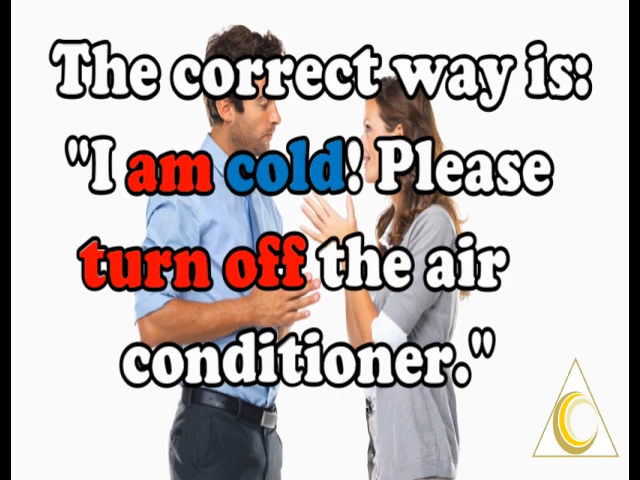 The correct way is:
"I am cold! Please
turn off the air
conditioner."